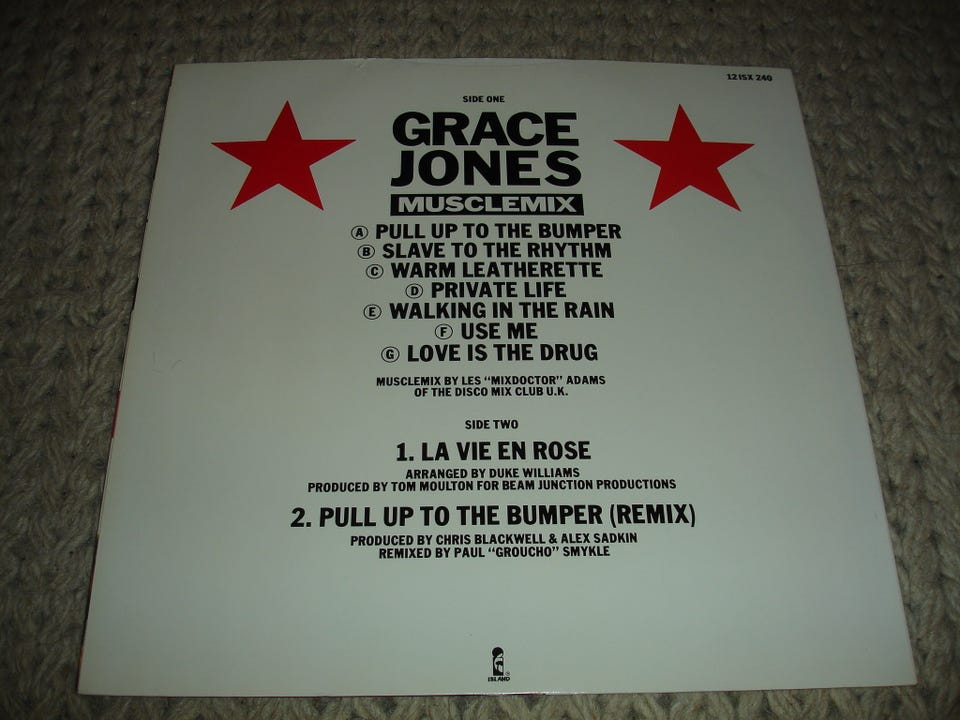 12 ISX 240
SIDE ONE
GRACE
JONES
MUSCLEMIX
Ⓐ PULL UP TO THE BUMPER
Ⓑ SLAVE TO THE RHYTHM
Ⓒ WARM LEATHERETTE
Ⓓ PRIVATE LIFE
Ⓔ WALKING IN THE RAIN
Ⓕ USE ME
Ⓖ LOVE IS THE DRUG
MUSCLEMIX BY LES "MIXDOCTOR" ADAMS
OF THE DISCO MIX CLUB U.K.
SIDE TWO
1. LA VIE EN ROSE
ARRANGED BY DUKE WILLIAMS
PRODUCED BY TOM MOULTON FOR BEAM JUNCTION PRODUCTIONS
2. PULL UP TO THE BUMPER (REMIX)
PRODUCED BY CHRIS BLACKWELL & ALEX SADKIN
REMIXED BY PAUL "GROUCHO" SMYKLE
ISLAND